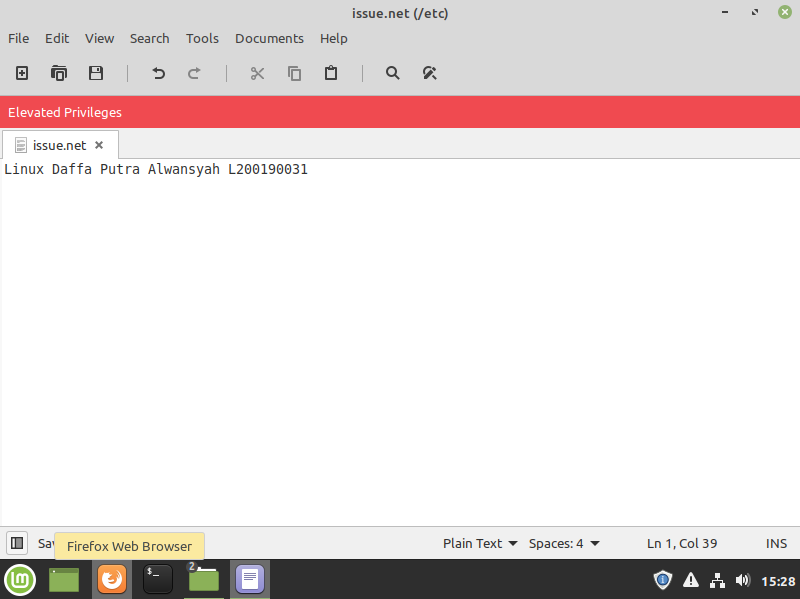 issue.net (/etc)
File Edit View Search Tools Documents Help
Elevated Privileges
issue.net
Linux Daffa Putra Alwansyah L200190031
Firefox Web Browser
Plain Text Spaces: 4 Ln 1, Col 39 INS
$_
2
15:28